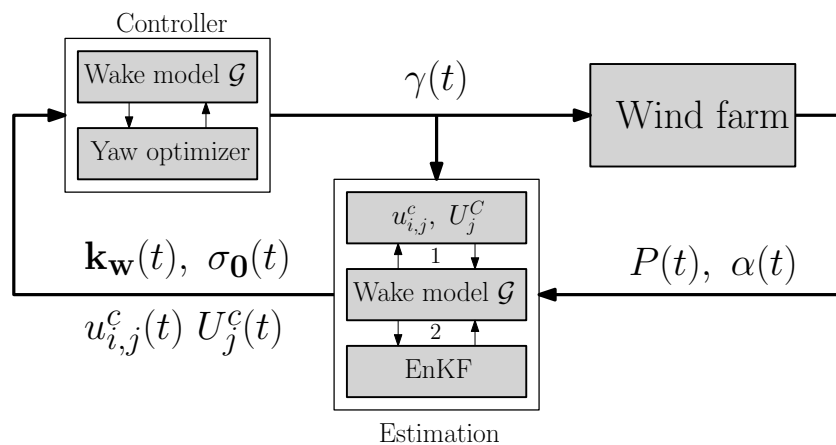 Controller
Wake model 𝒢
Yaw optimizer
γ(t)
Wind farm
u^c_{i,j}, U^C_j
1
Wake model 𝒢
2
EnKF
Estimation
𝐤_𝐰(t), σ_𝟎(t)
u^c_{i,j}(t) U^c_j(t)
P(t), α(t)